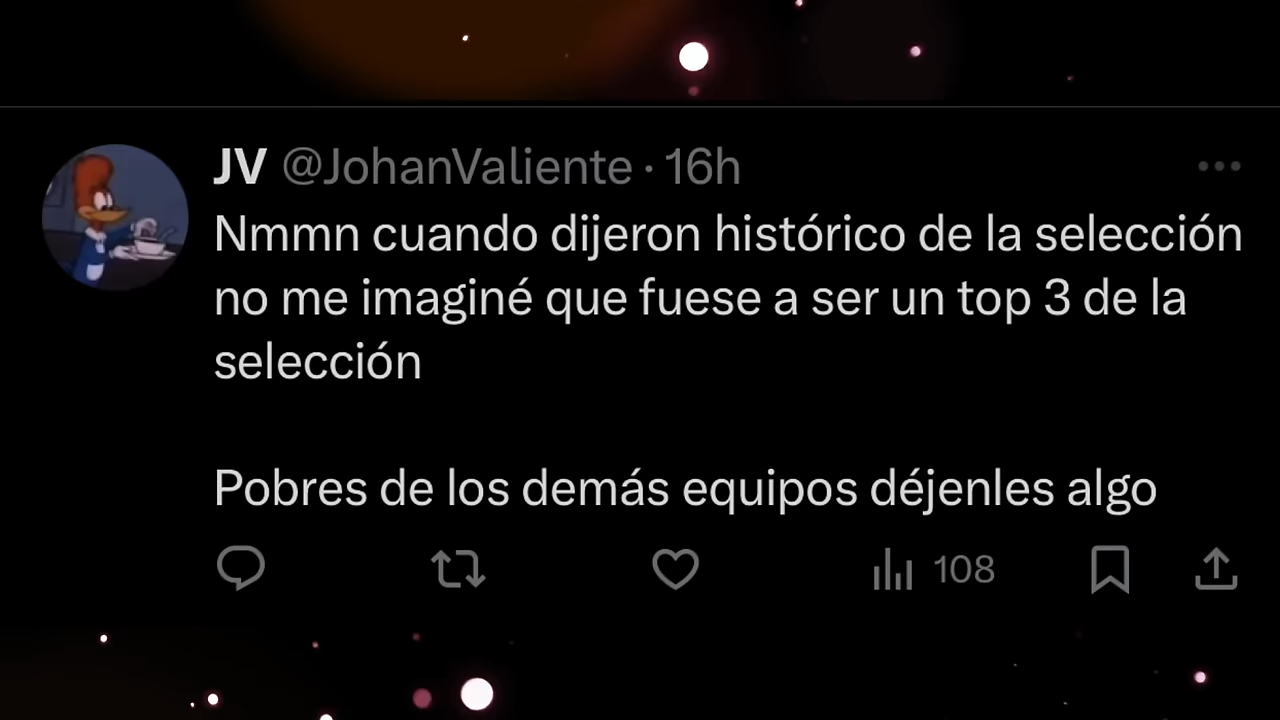 JV @JohanValiente · 16h
Nmmn cuando dijeron histórico de la selección
no me imaginé que fuese a ser un top 3 de la
selección
Pobres de los demás equipos déjenles algo
108